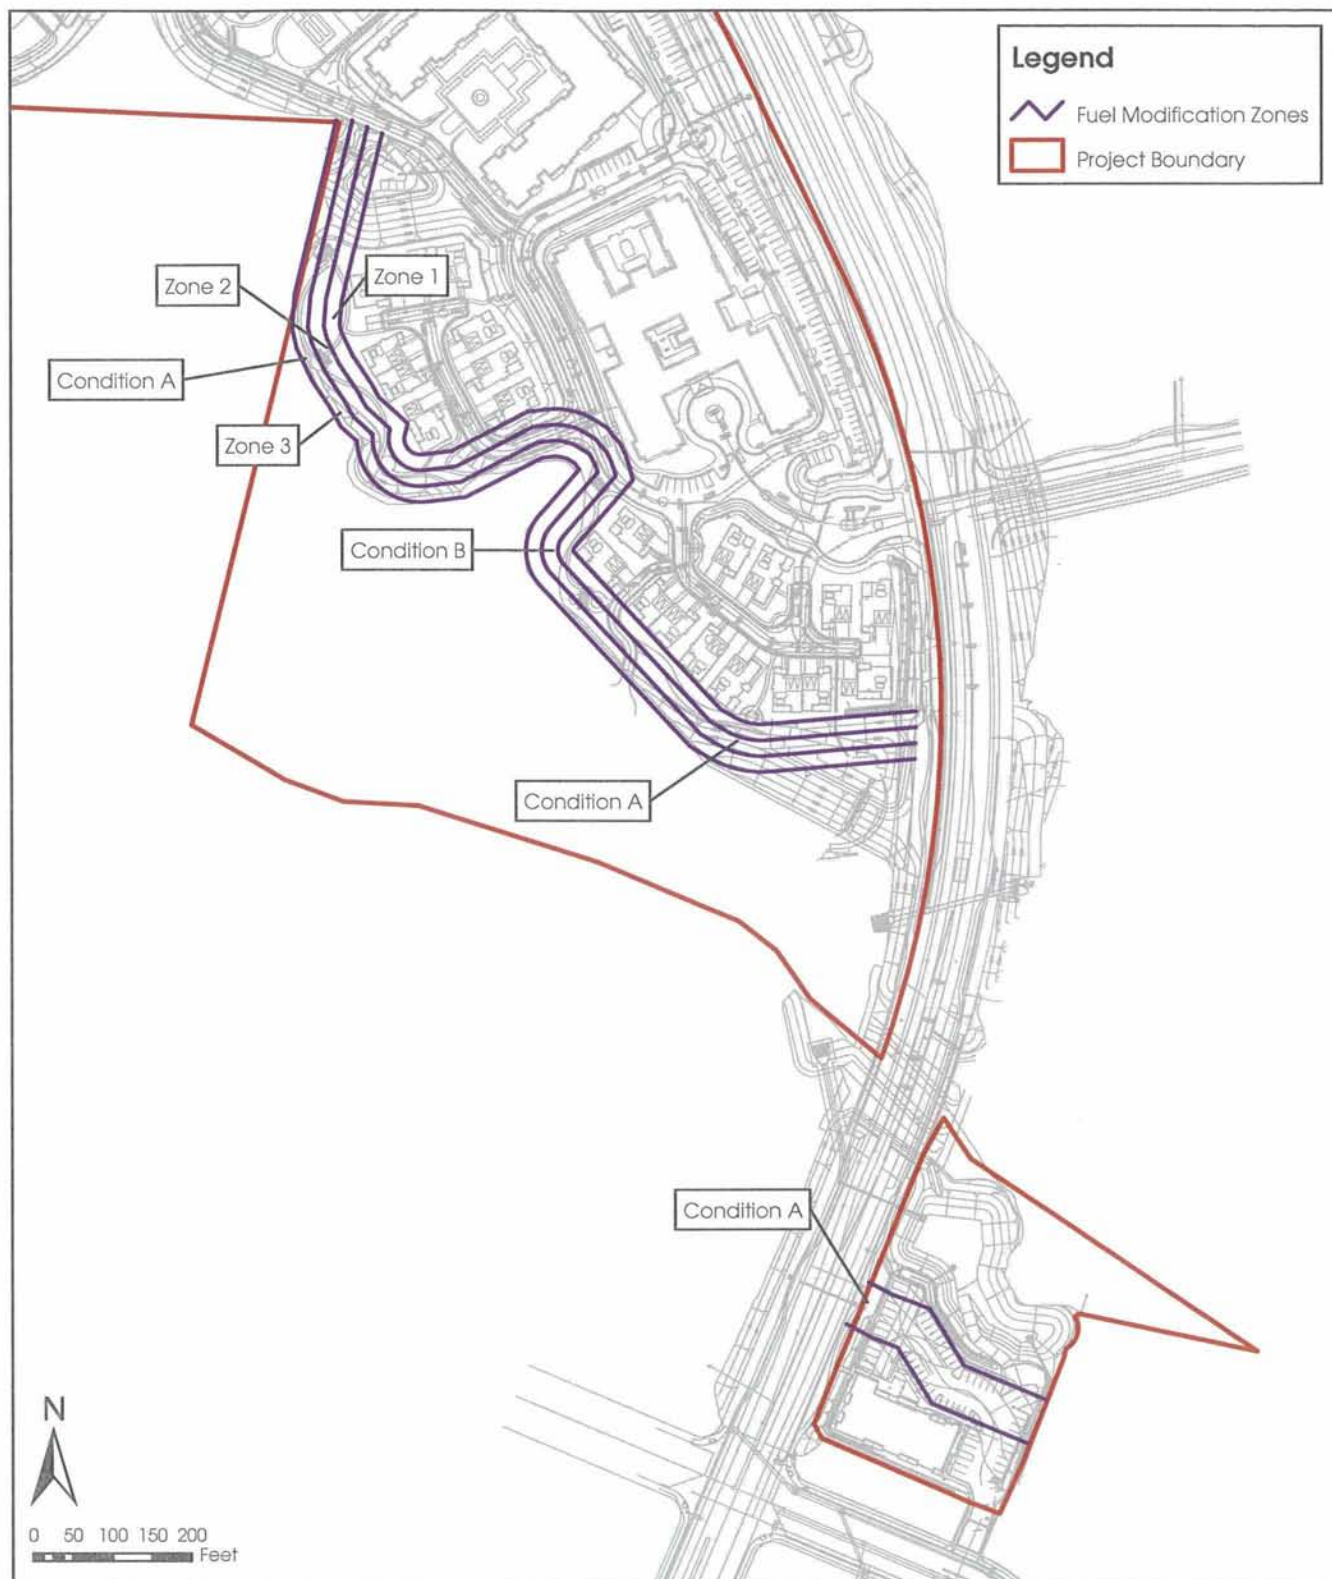 Legend
Fuel Modification Zones
Project Boundary
Zone 1
Zone 2
Condition A
Zone 3
Condition B
Condition A
Condition A
N
0 50 100 150 200
Feet